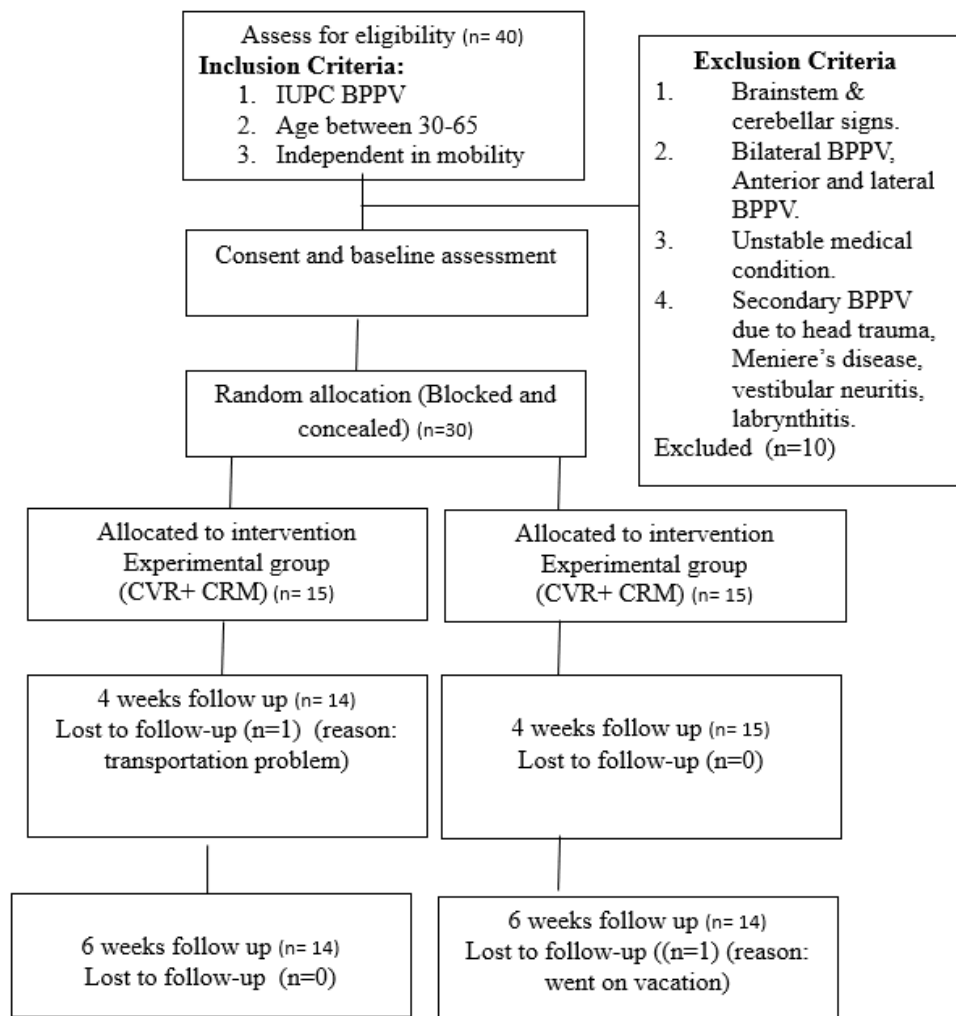 Assess for eligibility (n= 40)
Inclusion Criteria:
1. IUPC BPPV
2. Age between 30-65
3. Independent in mobility
Exclusion Criteria
1. Brainstem &
cerebellar signs.
2. Bilateral BPPV,
Anterior and lateral
BPPV.
3. Unstable medical
condition.
4. Secondary BPPV
due to head trauma,
Meniere’s disease,
vestibular neuritis,
labrynthitis.
Excluded (n=10)
Consent and baseline assessment
Random allocation (Blocked and
concealed) (n=30)
Allocated to intervention
Experimental group
(CVR+ CRM) (n= 15)
Allocated to intervention
Experimental group
(CVR+ CRM) (n= 15)
4 weeks follow up (n= 14)
Lost to follow-up (n=1) (reason:
transportation problem)
4 weeks follow up (n= 15)
Lost to follow-up (n=0)
6 weeks follow up (n= 14)
Lost to follow-up (n=0)
6 weeks follow up (n= 14)
Lost to follow-up ((n=1) (reason:
went on vacation)